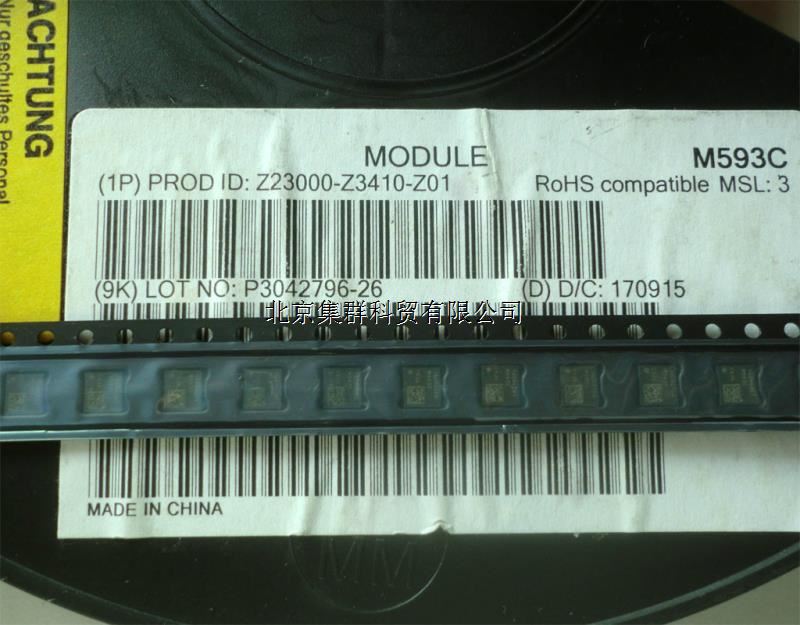 ACHTUNG
Nur geschultes Personal
MODULE
M593C
(1P) PROD ID: Z23000-Z3410-Z01
RoHS compatible MSL: 3
(9K) LOT NO: P3042796-26
(D) D/C: 170915
北京集群科贸有限公司
MADE IN CHINA
MM